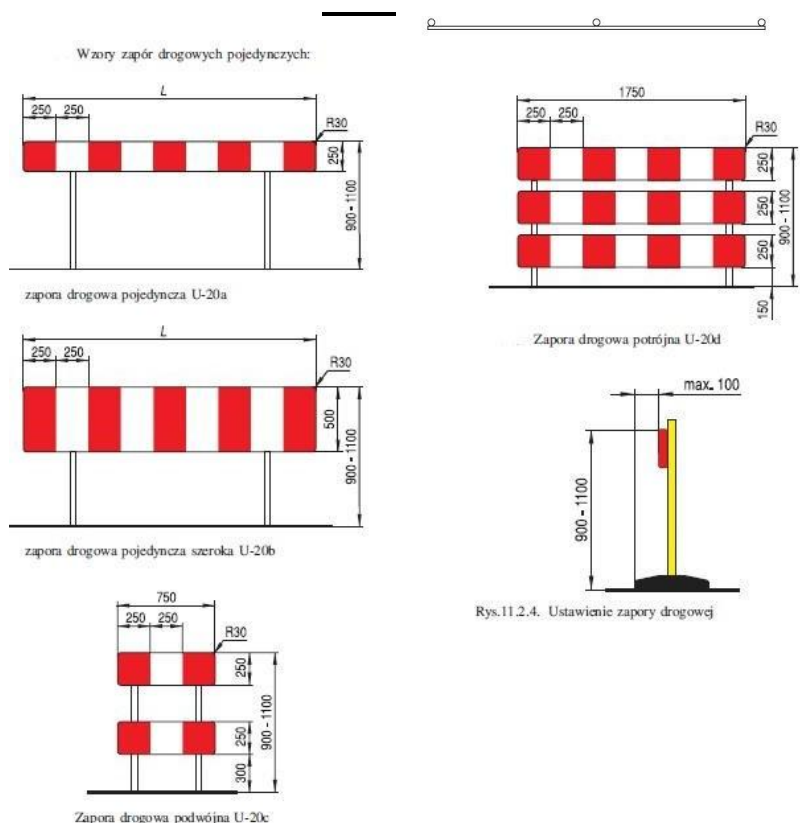 Wzory zapór drogowych pojedynczych:
L
250 250
R30
250
900 - 1100
zapora drogowa pojedyncza U-20a
L
250 250
R30
500
900 - 1100
zapora drogowa pojedyncza szeroka U-20b
750
250 250
R30
250
250
300
900 - 1100
Zapora drogowa podwójna U-20c
1750
250 250
R30
250
250
250
150
900 - 1100
Zapora drogowa potrójna U-20d
max. 100
900 - 1100
Rys.11.2.4. Ustawienie zapory drogowej